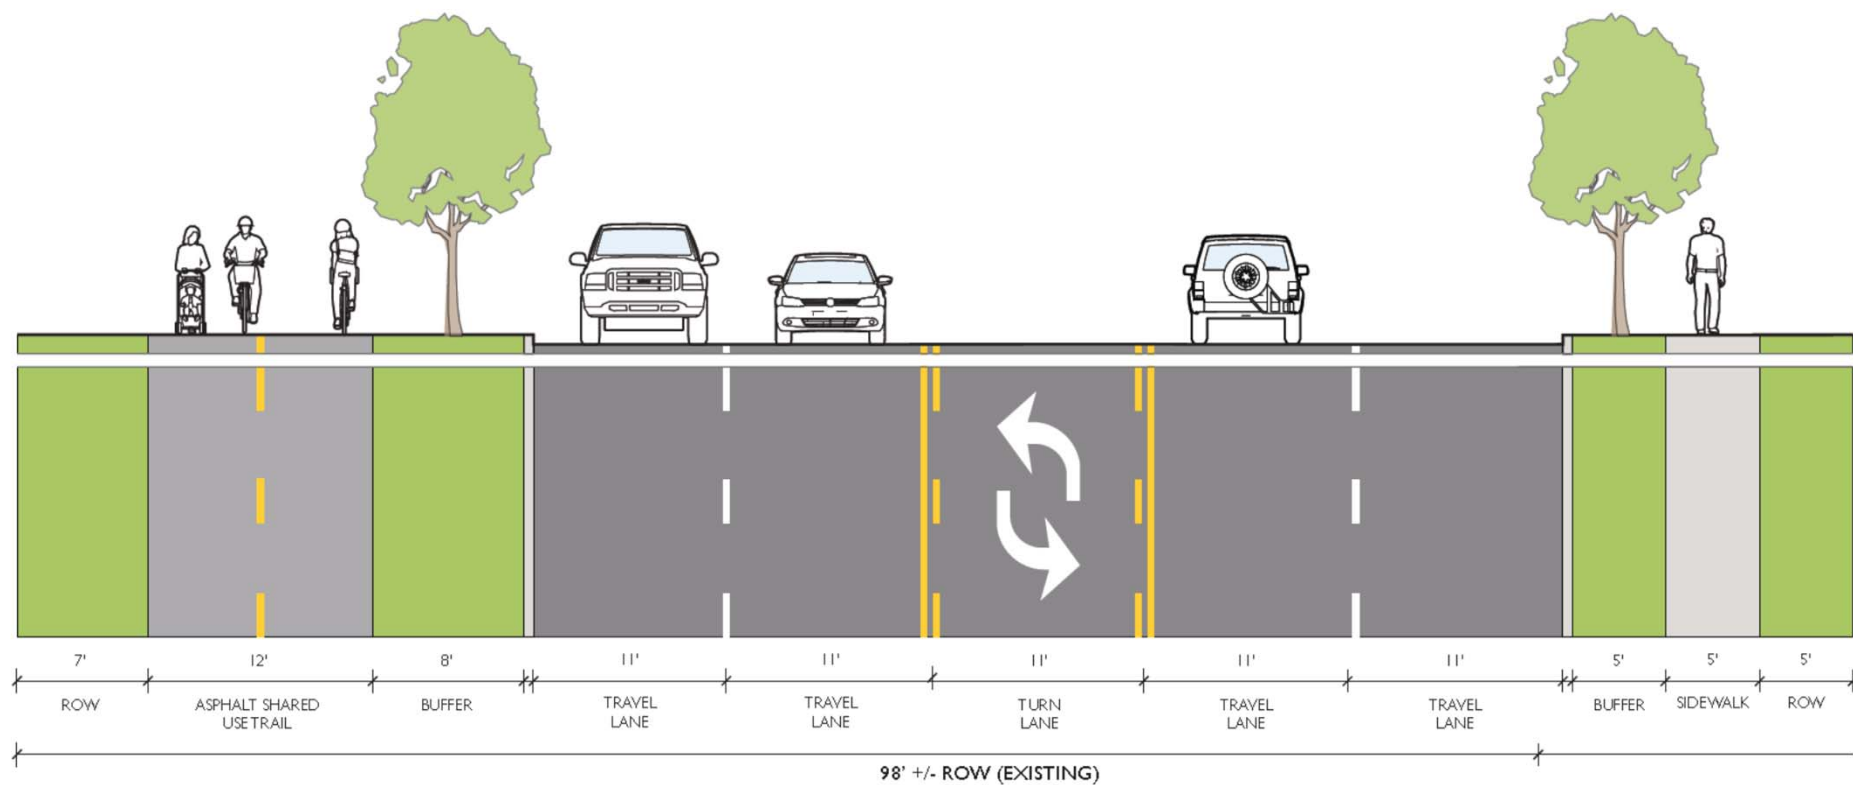 7' 12' 8' 11' 11' 11' 11' 11' 5' 5' 5'
ROW ASPHALT SHARED BUFFER TRAVEL TRAVEL TURN TRAVEL TRAVEL BUFFER SIDEWALK ROW
USE TRAIL LANE LANE LANE LANE LANE
98' +/- ROW (EXISTING)